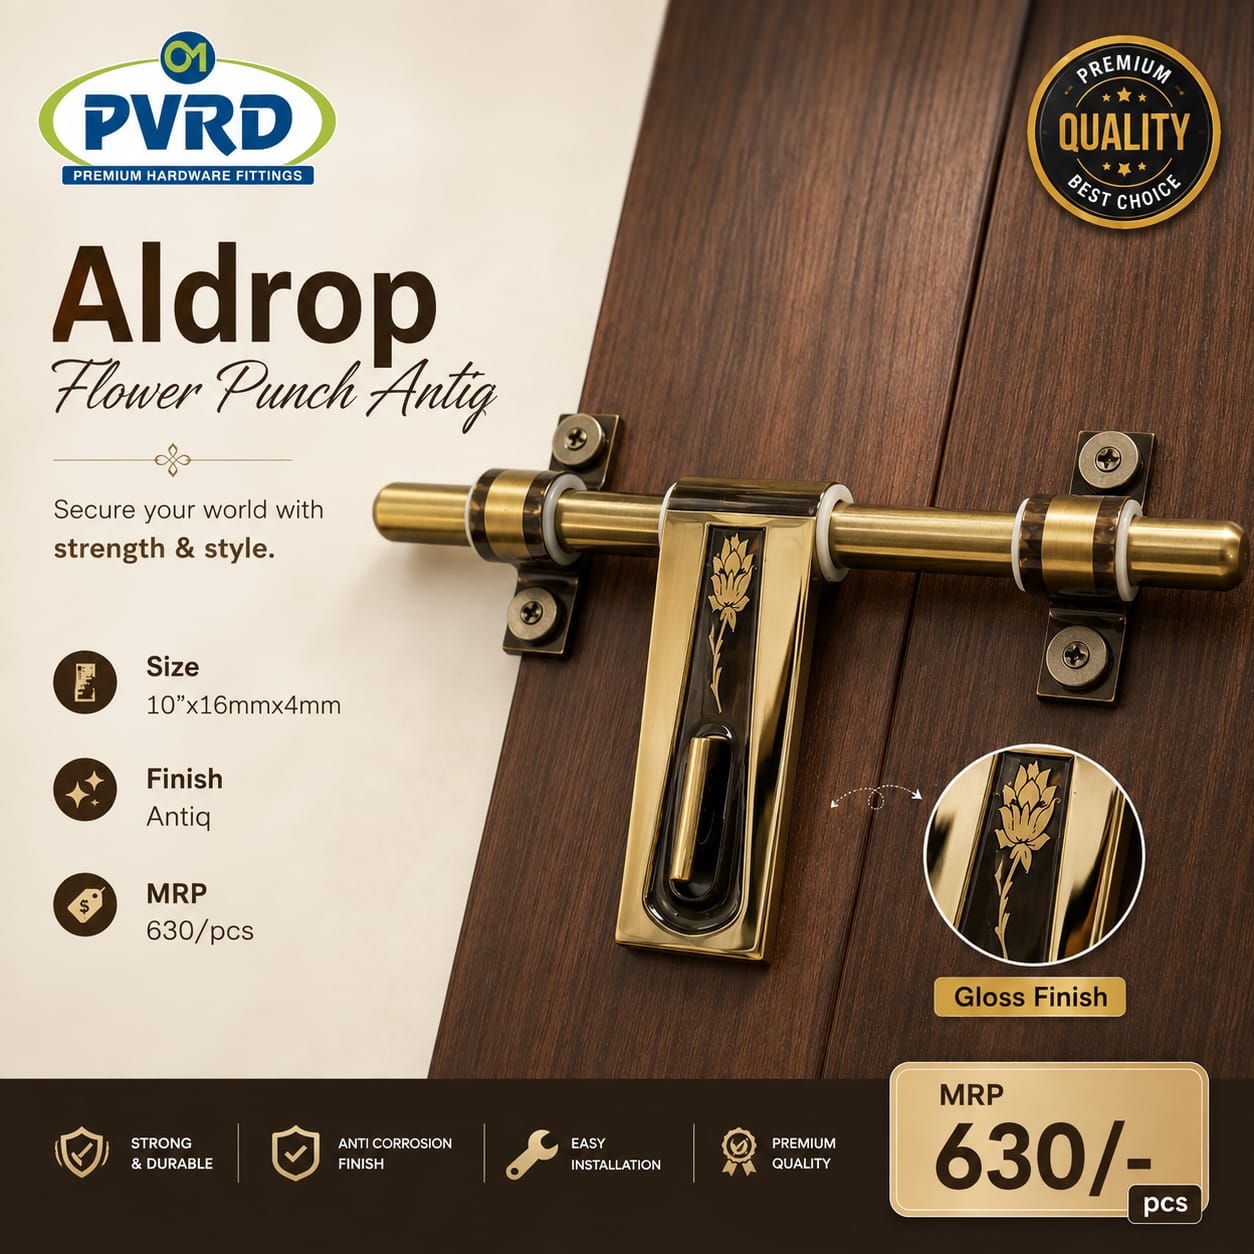 OM
PVRD
PREMIUM HARDWARE FITTINGS
PREMIUM
QUALITY
BEST CHOICE
Aldrop
Flower Punch Antiq
Secure your world with
strength & style.
Size
10”x16mmx4mm
Finish
Antiq
MRP
630/pcs
Gloss Finish
STRONG
& DURABLE
ANTI CORROSION
FINISH
EASY
INSTALLATION
PREMIUM
QUALITY
MRP
630/-
pcs